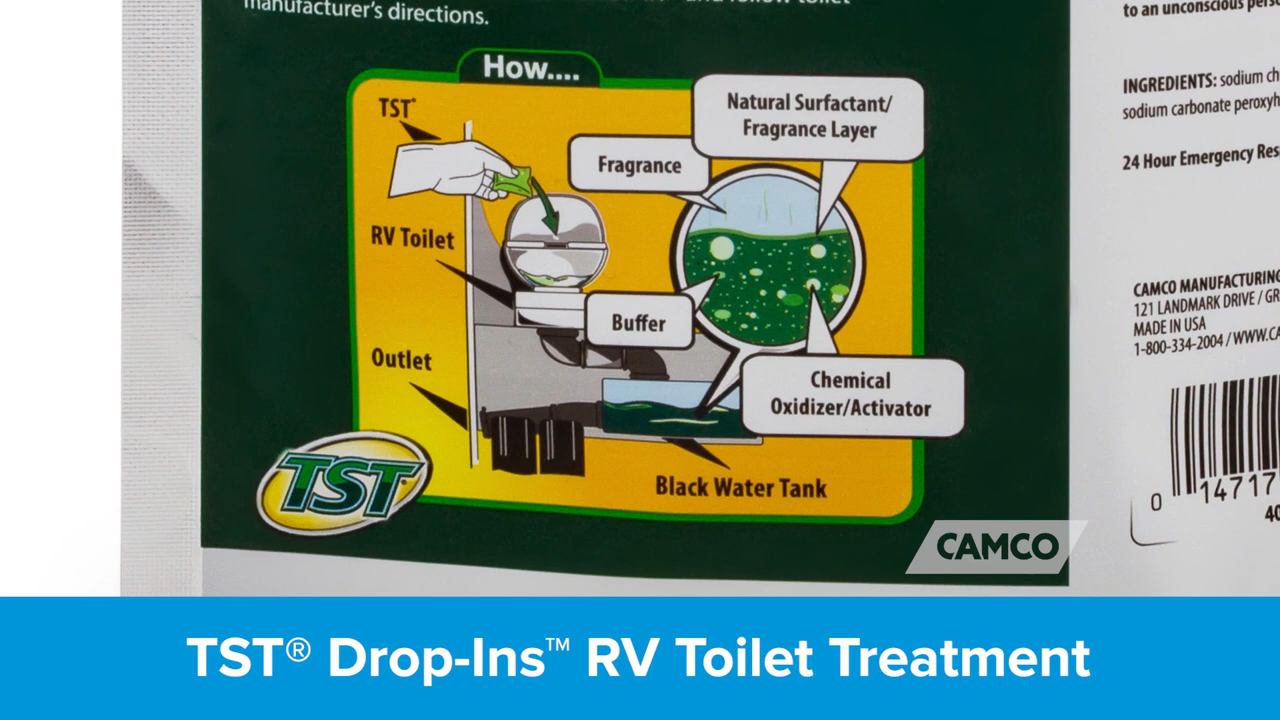 manufacturer's directions.
to an unconscious
How....
TST*
Natural Surfactant/
Fragrance Layer
Fragrance
INGREDIENTS: sodium
sodium carbonate
24 Hour Emergency
RV Toilet
Buffer
Outlet
Chemical
Oxidizer/Activator
Black Water Tank
TST
CAMCO MANUFACTURING
121 LANDMARK DRIVE /
MADE IN USA
1-800-334-2004 /
0 14717
CAMCO
TST® Drop-Ins™ RV Toilet Treatment